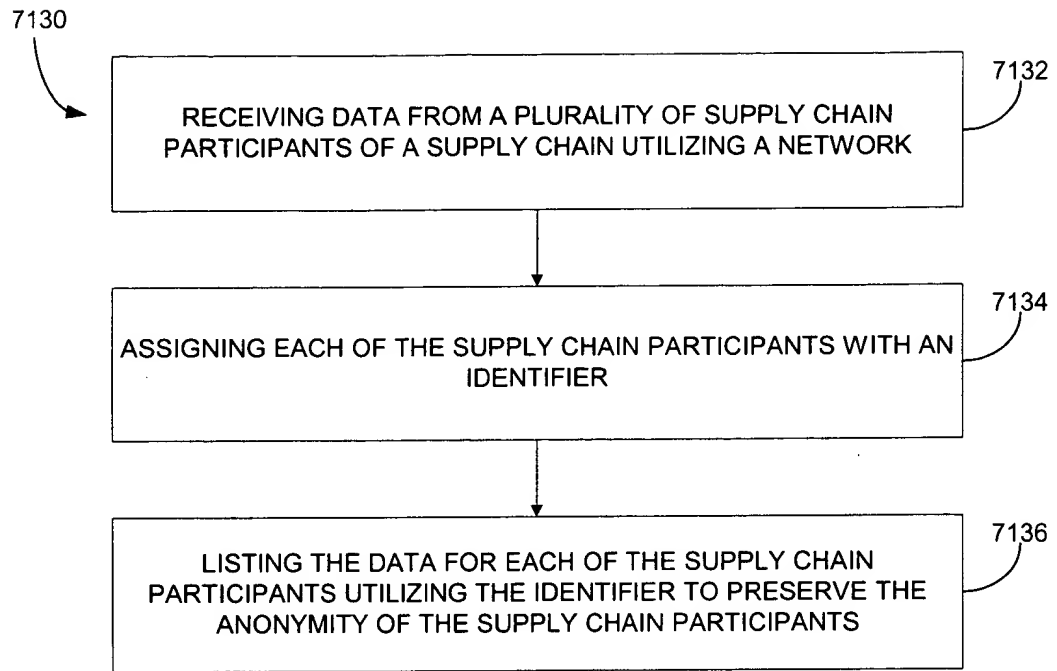 7130
7132
RECEIVING DATA FROM A PLURALITY OF SUPPLY CHAIN
PARTICIPANTS OF A SUPPLY CHAIN UTILIZING A NETWORK
7134
ASSIGNING EACH OF THE SUPPLY CHAIN PARTICIPANTS WITH AN
IDENTIFIER
7136
LISTING THE DATA FOR EACH OF THE SUPPLY CHAIN
PARTICIPANTS UTILIZING THE IDENTIFIER TO PRESERVE THE
ANONYMITY OF THE SUPPLY CHAIN PARTICIPANTS